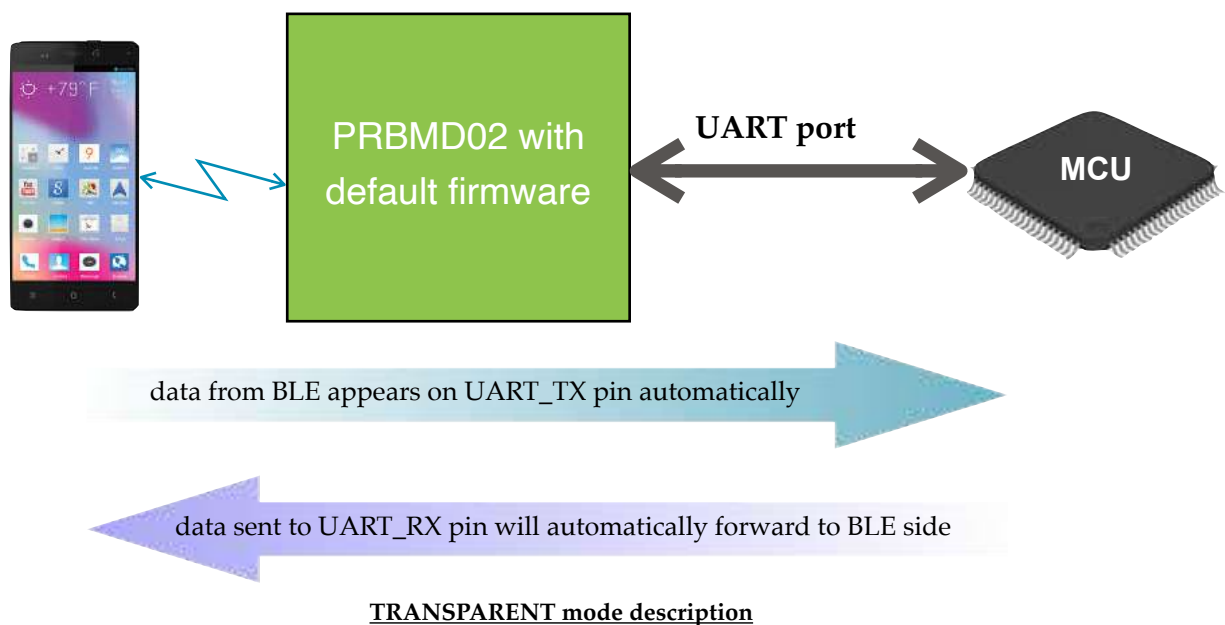 +79°F
PRBMD02 with
default firmware
UART port
MCU
data from BLE appears on UART_TX pin automatically
data sent to UART_RX pin will automatically forward to BLE side
TRANSPARENT mode description